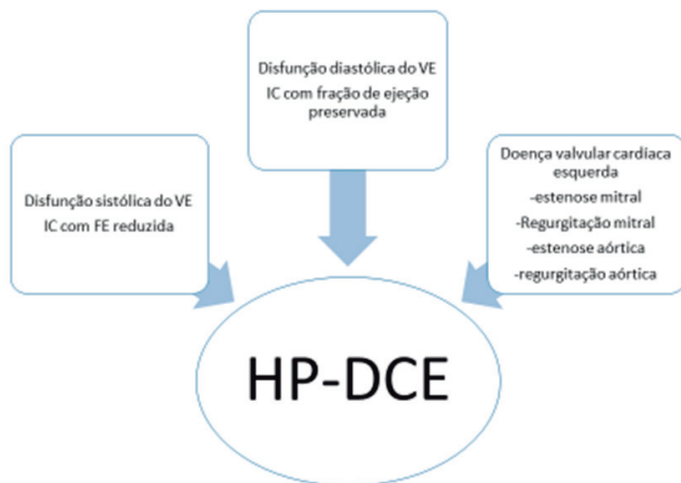 Disfunção diastólica do VE
IC com fração de ejeção
preservada
Disfunção sistólica do VE
IC com FE reduzida
Doença valvular cardíaca
esquerda
-estenose mitral
-Regurgitação mitral
-estenose aórtica
-regurgitação aórtica
HP-DCE